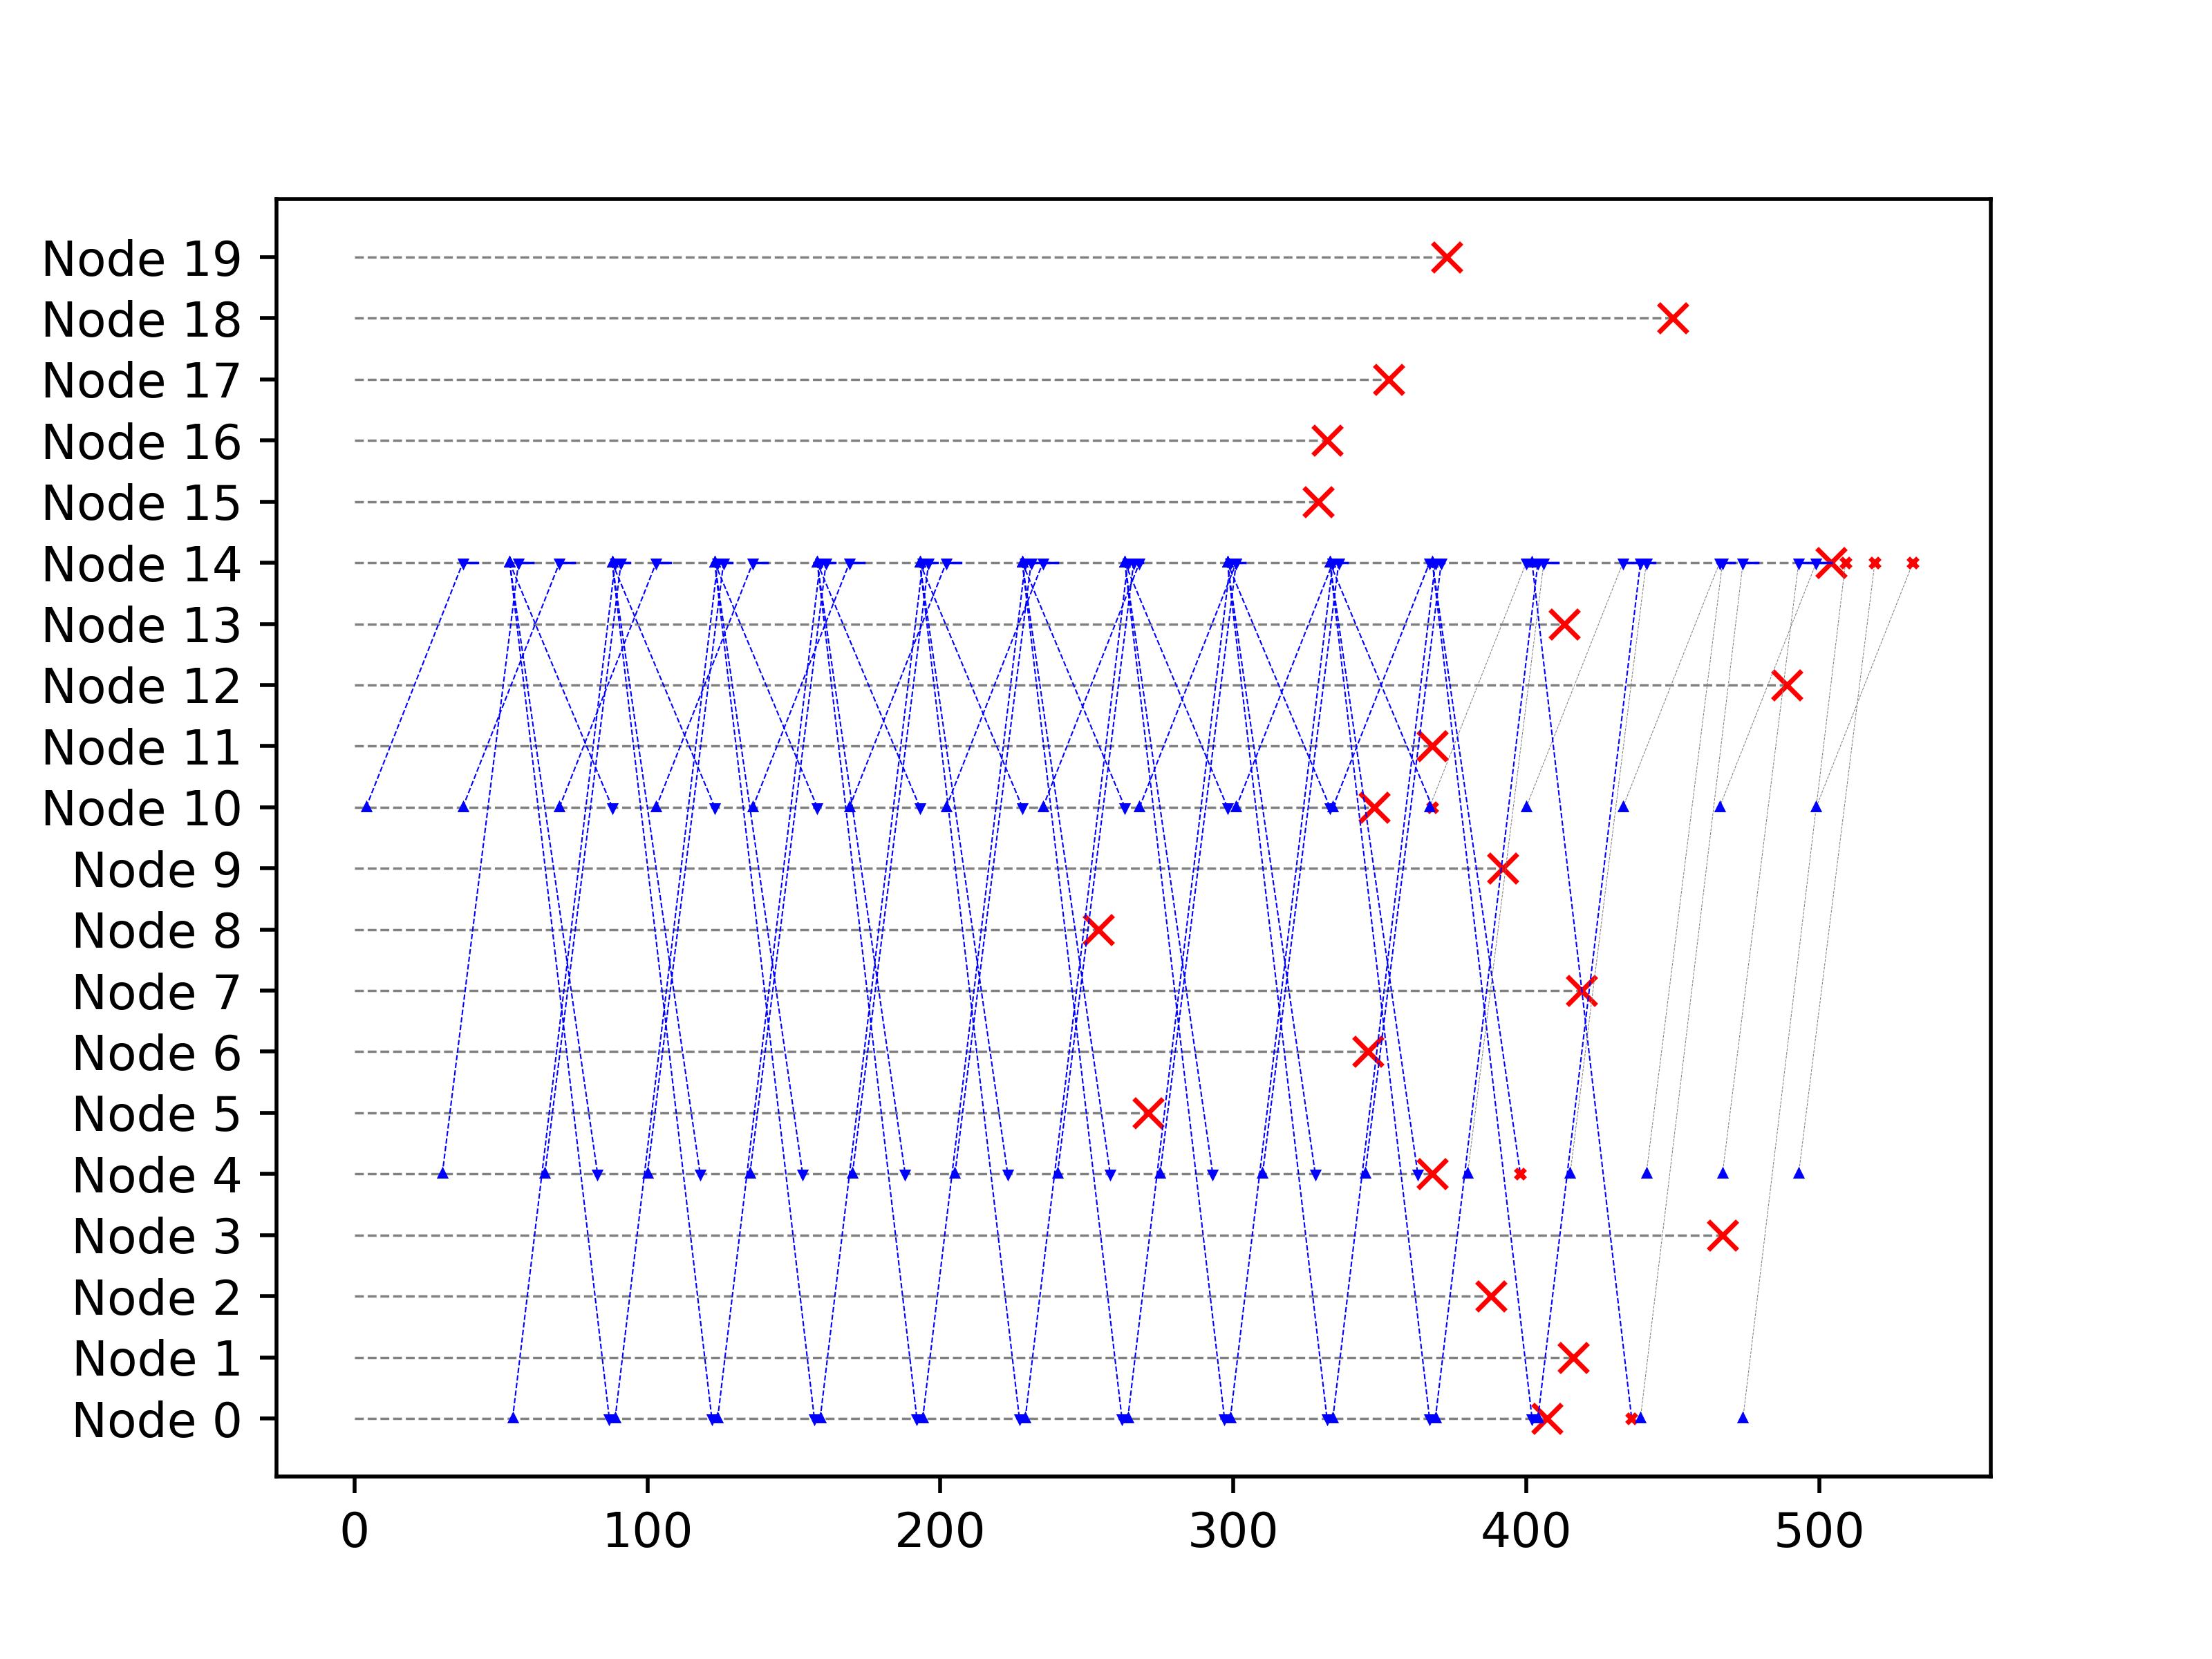 Node 19
Node 18
Node 17
Node 16
Node 15
Node 14
Node 13
Node 12
Node 11
Node 10
Node 9
Node 8
Node 7
Node 6
Node 5
Node 4
Node 3
Node 2
Node 1
Node 0
0 100 200 300 400 500